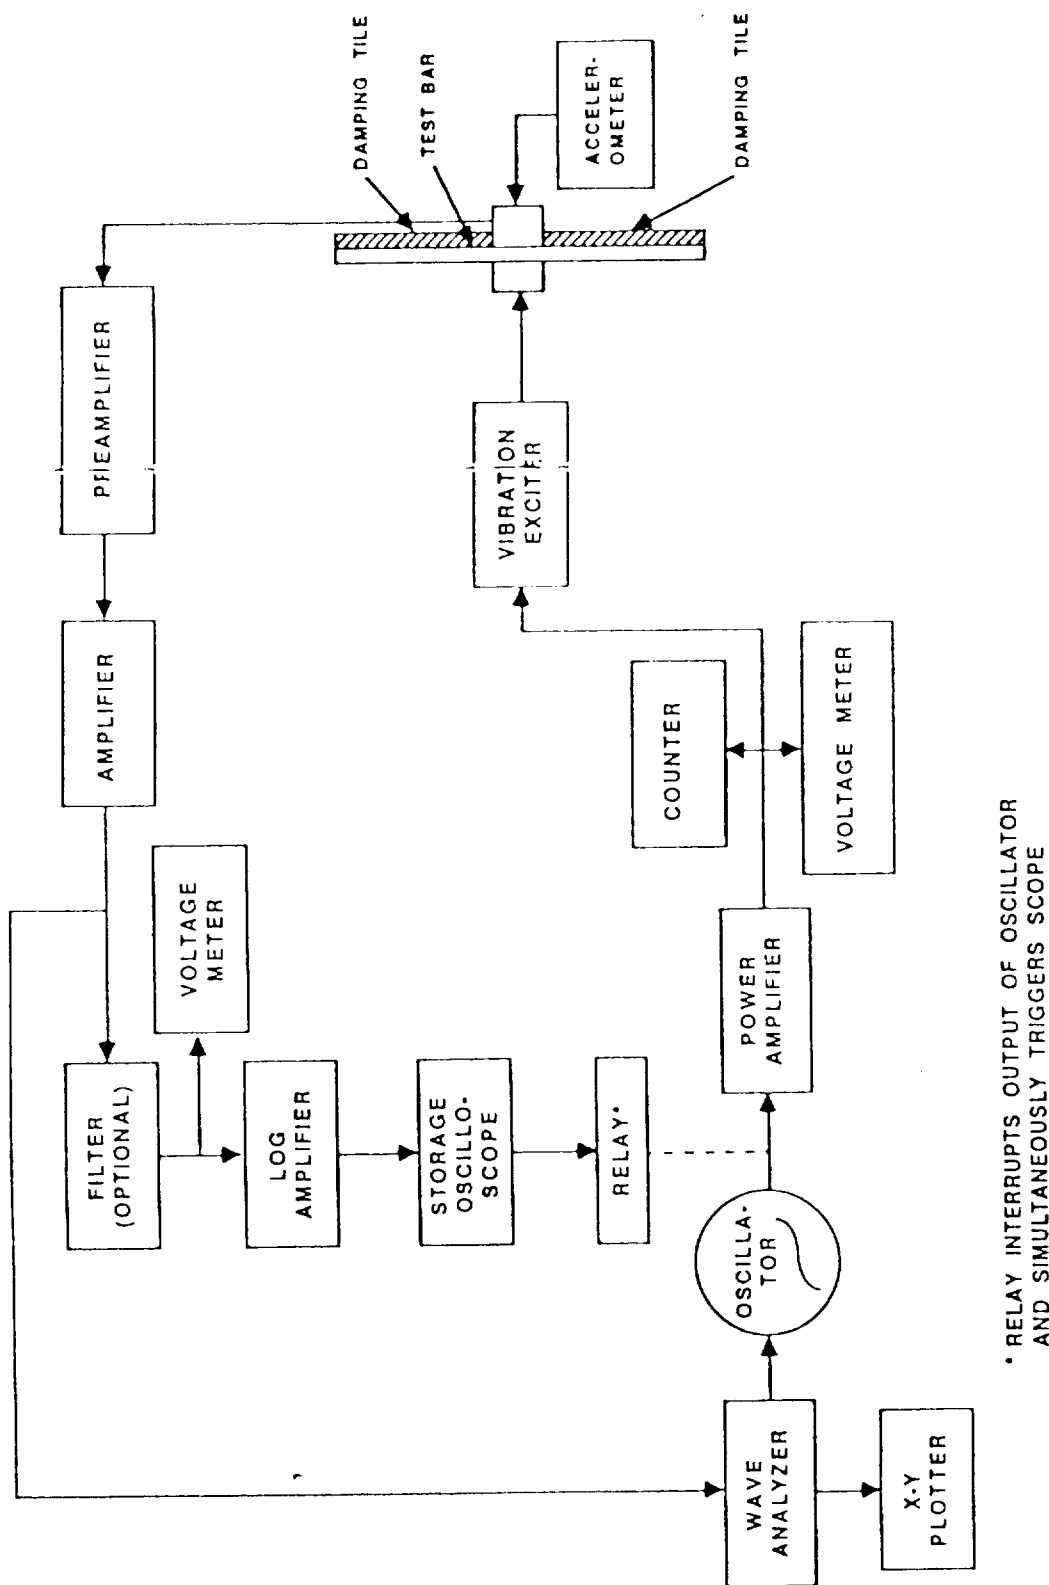 DAMPING TILE
TEST BAR
ACCELER-
OMETER
DAMPING TILE
PREAMPLIFIER
VIBRATION
EXCITER
AMPLIFIER
COUNTER
VOLTAGE METER
VOLTAGE
METER
FILTER
(OPTIONAL)
LOG
AMPLIFIER
STORAGE
OSCILLO-
SCOPE
RELAY*
POWER
AMPLIFIER
OSCILLA-
TOR
WAVE
ANALYZER
X-Y
PLOTTER
* RELAY INTERRUPTS OUTPUT OF OSCILLATOR
AND SIMULTANEOUSLY TRIGGERS SCOPE